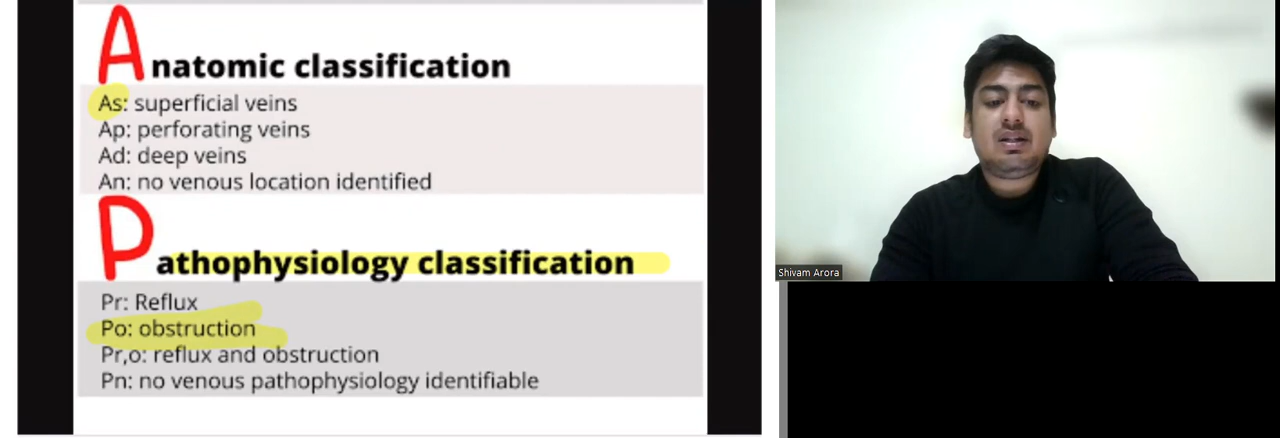 Anatomic classification
As: superficial veins
Ap: perforating veins
Ad: deep veins
An: no venous location identified
Pathophysiology classification
Pr: Reflux
Po: obstruction
Pr,o: reflux and obstruction
Pn: no venous pathophysiology identifiable
Shivam Arora